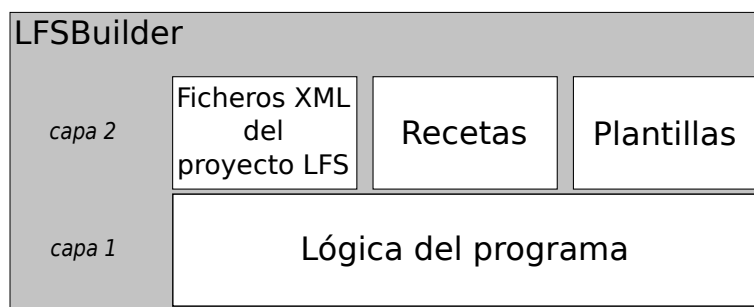 LFSBuilder
capa 2
Ficheros XML
del
proyecto LFS
Recetas
Plantillas
capa 1
Lógica del programa